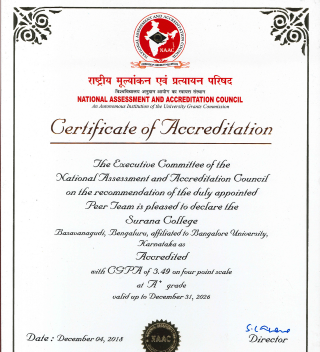 NAAC
राष्ट्रीय मूल्यांकन एवं प्रत्यायन परिषद
विश्वविद्यालय अनुदान आयोग का स्वायत्त संस्थान
NATIONAL ASSESSMENT AND ACCREDITATION COUNCIL
An Autonomous Institution of the University Grants Commission
Certificate of Accreditation
The Executive Committee of the
National Assessment and Accreditation Council
on the recommendation of the duly appointed
Peer Team is pleased to declare the
Surana College
Basavanagudi, Bengaluru, affiliated to Bangalore University,
Karnataka as
Accredited
with CGPA of 3.49 on four point scale
at A+ grade
valid up to December 31, 2026
Date : December 04, 2018
NAAC
Director